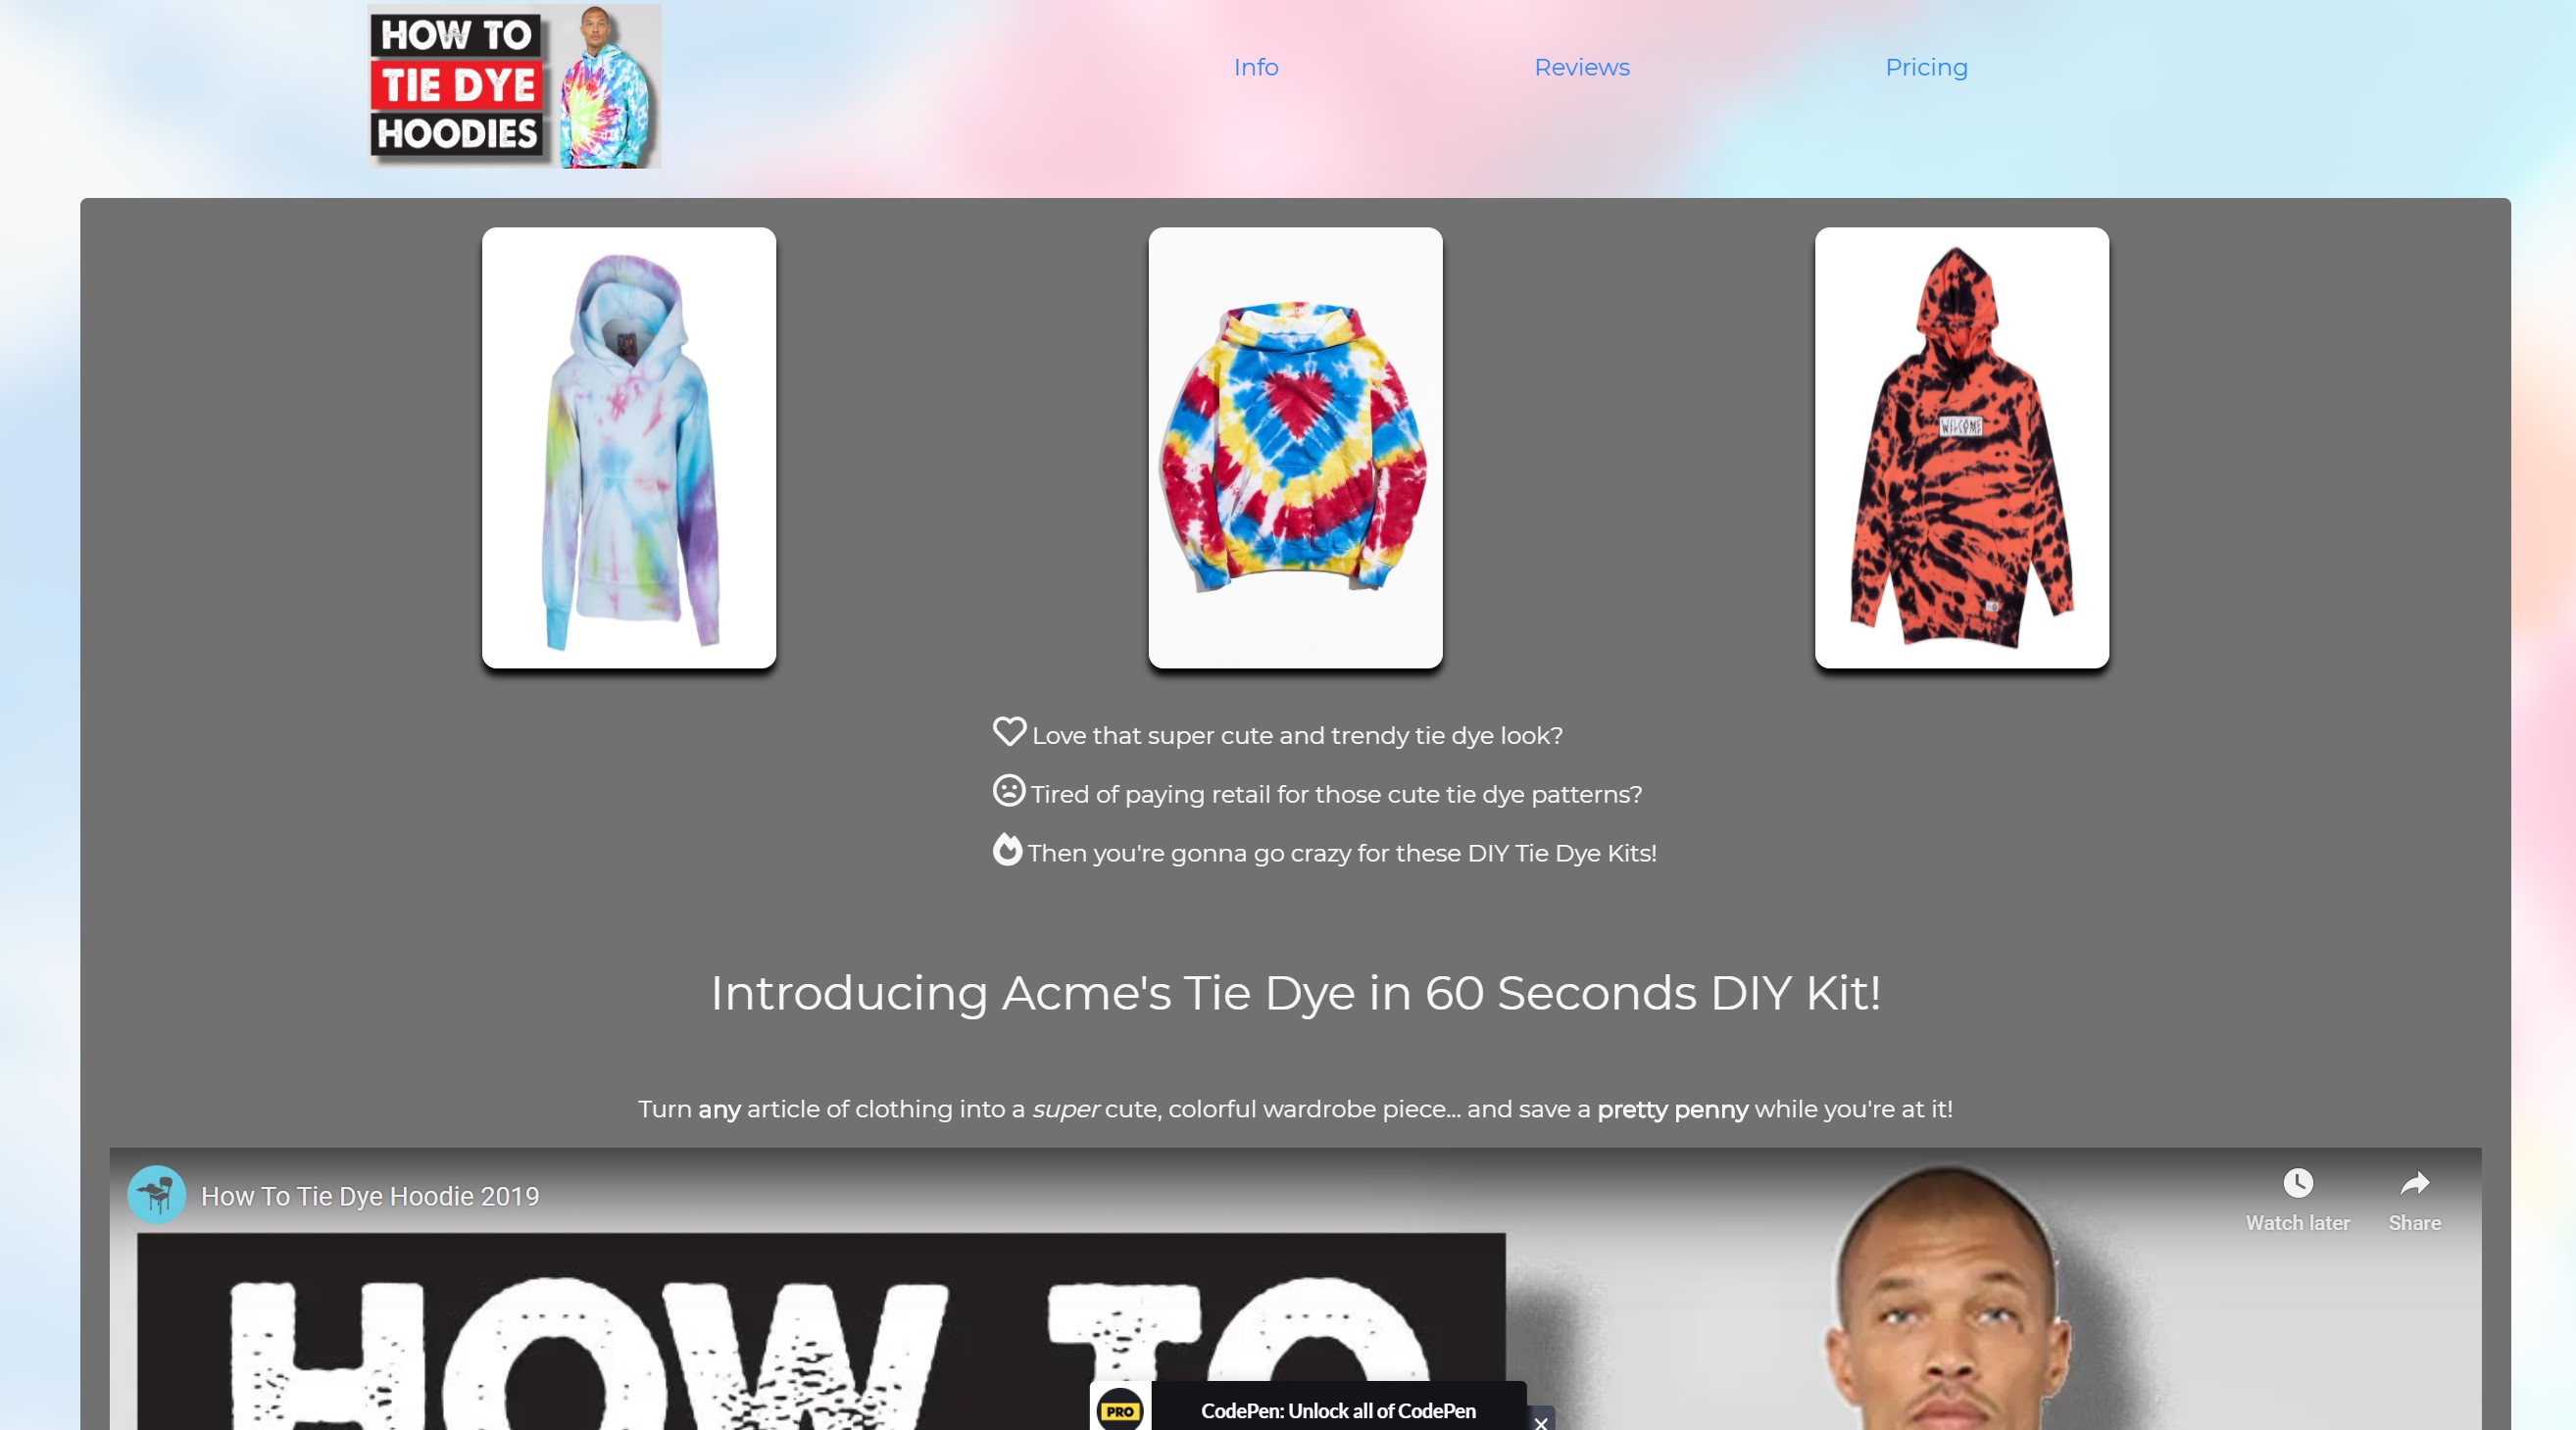 HOW TO
TIE DYE
HOODIES
Info
Reviews
Pricing
WELCOME
Love that super cute and trendy tie dye look?
Tired of paying retail for those cute tie dye patterns?
Then you're gonna go crazy for these DIY Tie Dye Kits!
Introducing Acme's Tie Dye in 60 Seconds DIY Kit!
Turn any article of clothing into a super cute, colorful wardrobe piece... and save a pretty penny while you're at it!
How To Tie Dye Hoodie 2019
Watch later
Share
HOW TO
PRO
CodePen: Unlock all of CodePen